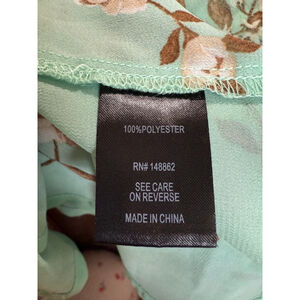 100%POLYESTER
RN# 148862
SEE CARE
ON REVERSE
MADE IN CHINA